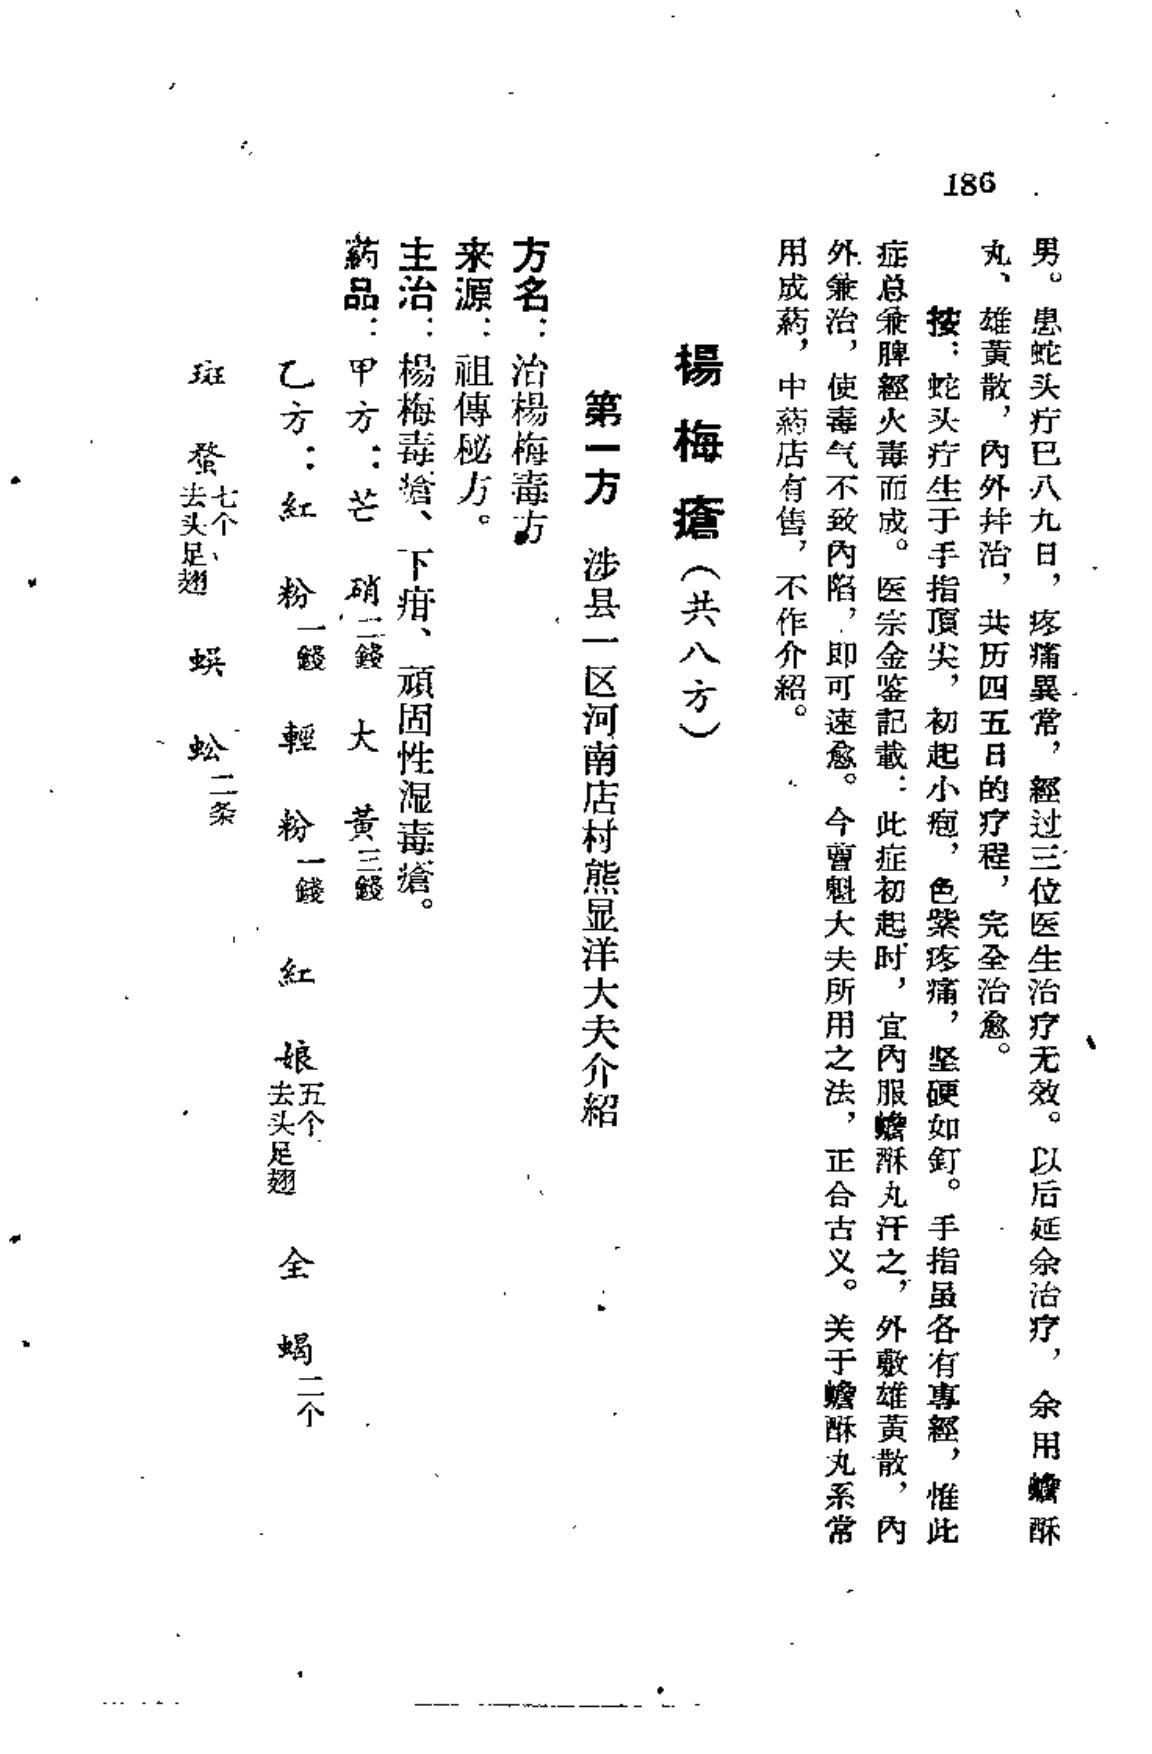 186
男。患蛇头疔已八九日，疼痛異常，經过三位医生治疗无效。以后延余治疗，余用蟾酥
丸、雄黃散，內外幷治，共历四五日的疗程，完全治愈。
按：蛇头疔生于手指頂尖，初起小疱，色紫疼痛，坚硬如釘。手指虽各有專經，惟此
症总兼脾經火毒而成。医宗金鉴記載：此症初起时，宜內服蟾酥丸汗之，外敷雄黃散，內
外兼治，使毒气不致內陷，即可速愈。今曹魁大夫所用之法，正合古义。关于蟾酥丸系常
用成葯，中葯店有售，不作介紹。
楊梅瘡（共八方）
第一方　涉县一区河南店村熊显洋大夫介紹
方名：治楊梅毒方
来源：祖傳秘方。
主治：楊梅毒瘡、下疳、頑固性湿毒瘡。
葯品：甲方：芒硝二錢　大黃三錢
乙方：紅粉一錢　輕粉一錢　紅娘五个去头足翅　全蝎二个
斑蝥七个、去头足翅　蜈蚣二条